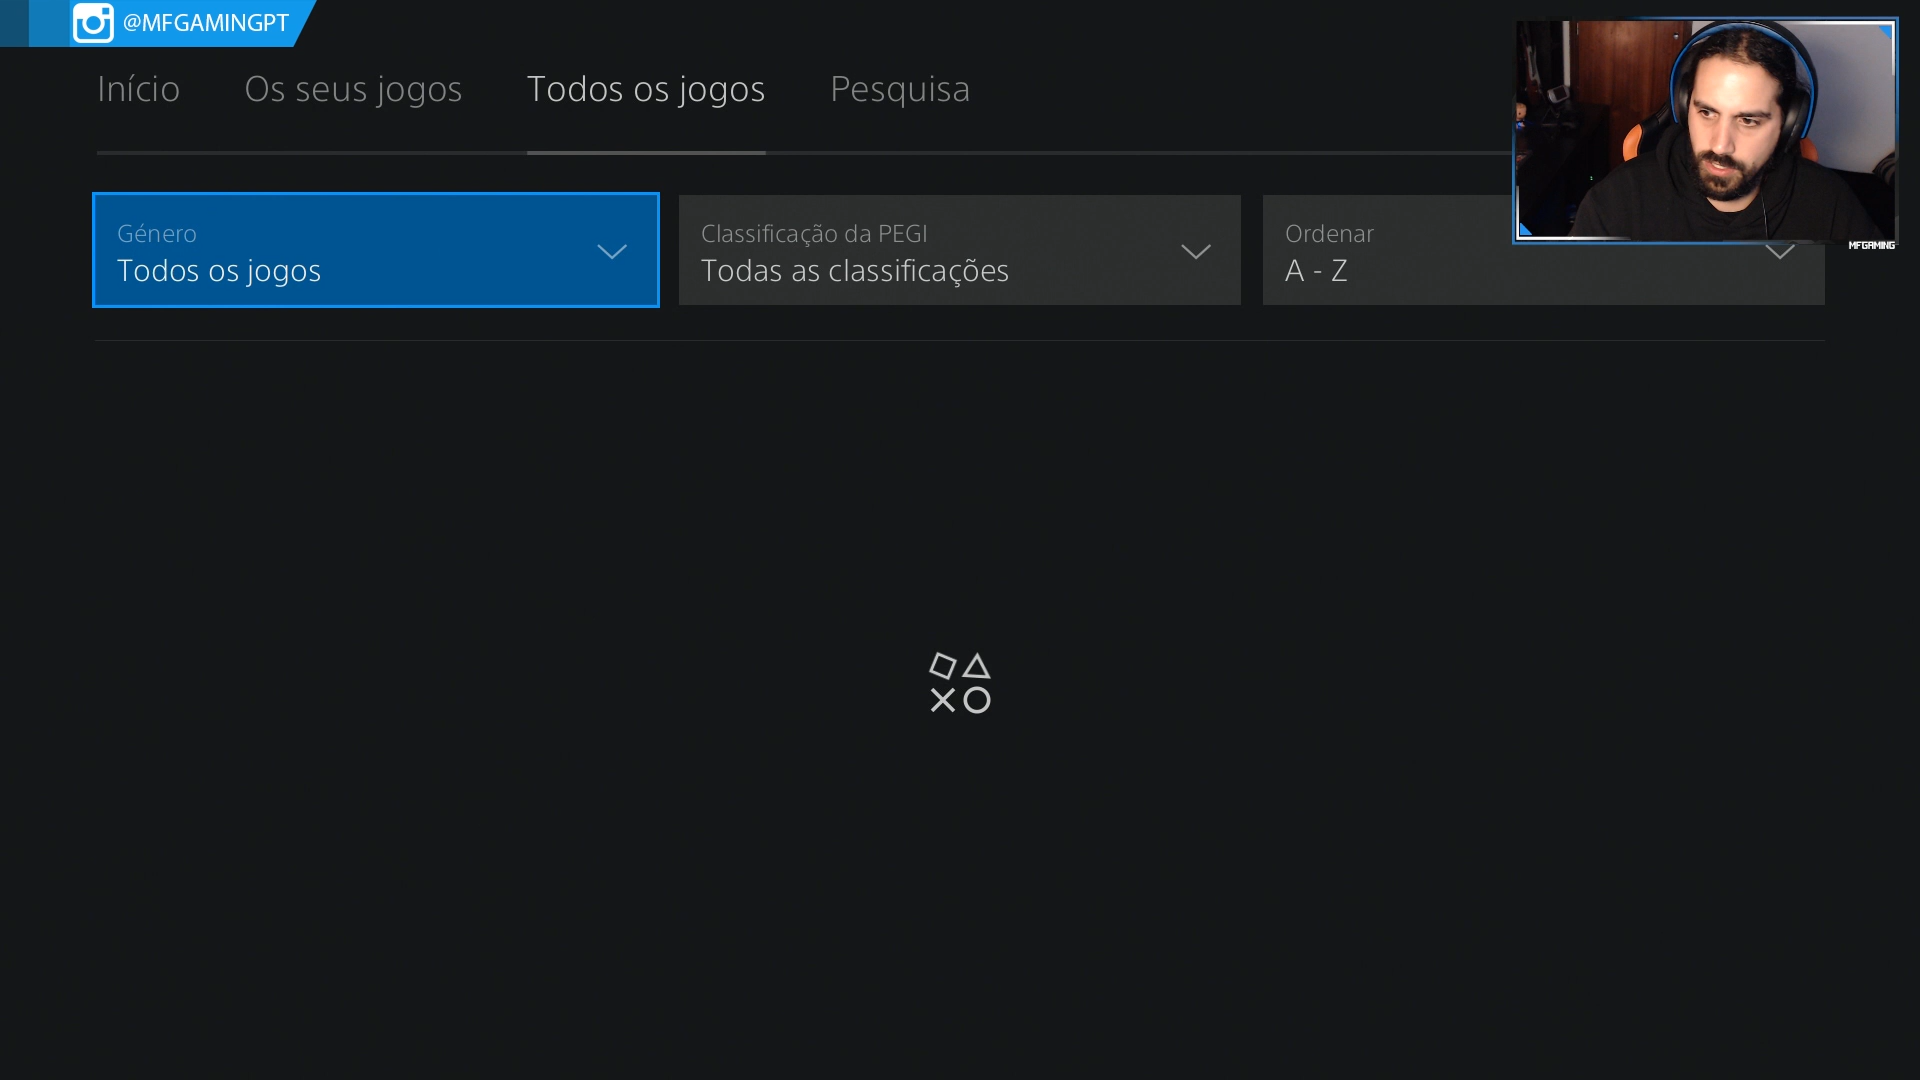 @MFGAMINGPT
Início
Os seus jogos
Todos os jogos
Pesquisa
Género
Todos os jogos
Classificação da PEGI
Todas as classificações
Ordenar
A - Z
MFGAMING